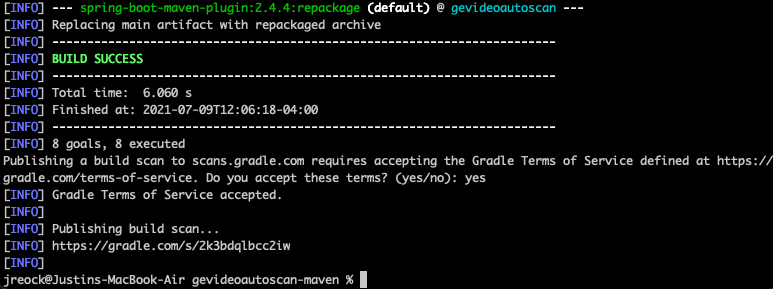 [INFO] --- spring-boot-maven-plugin:2.4.4:repackage (default) @ gevideoautoscan ---
[INFO] Replacing main artifact with repackaged archive
[INFO] ------------------------------------------------------------------------
[INFO] BUILD SUCCESS
[INFO] ------------------------------------------------------------------------
[INFO] Total time:  6.060 s
[INFO] Finished at: 2021-07-09T12:06:18-04:00
[INFO] ------------------------------------------------------------------------
[INFO] 8 goals, 8 executed
Publishing a build scan to scans.gradle.com requires accepting the Gradle Terms of Service defined at https://
gradle.com/terms-of-service. Do you accept these terms? (yes/no): yes
[INFO] Gradle Terms of Service accepted.
[INFO]
[INFO] Publishing build scan...
[INFO] https://gradle.com/s/2k3bdqlbcc2iw
[INFO]
jreock@Justins-MacBook-Air gevideoautoscan-maven %